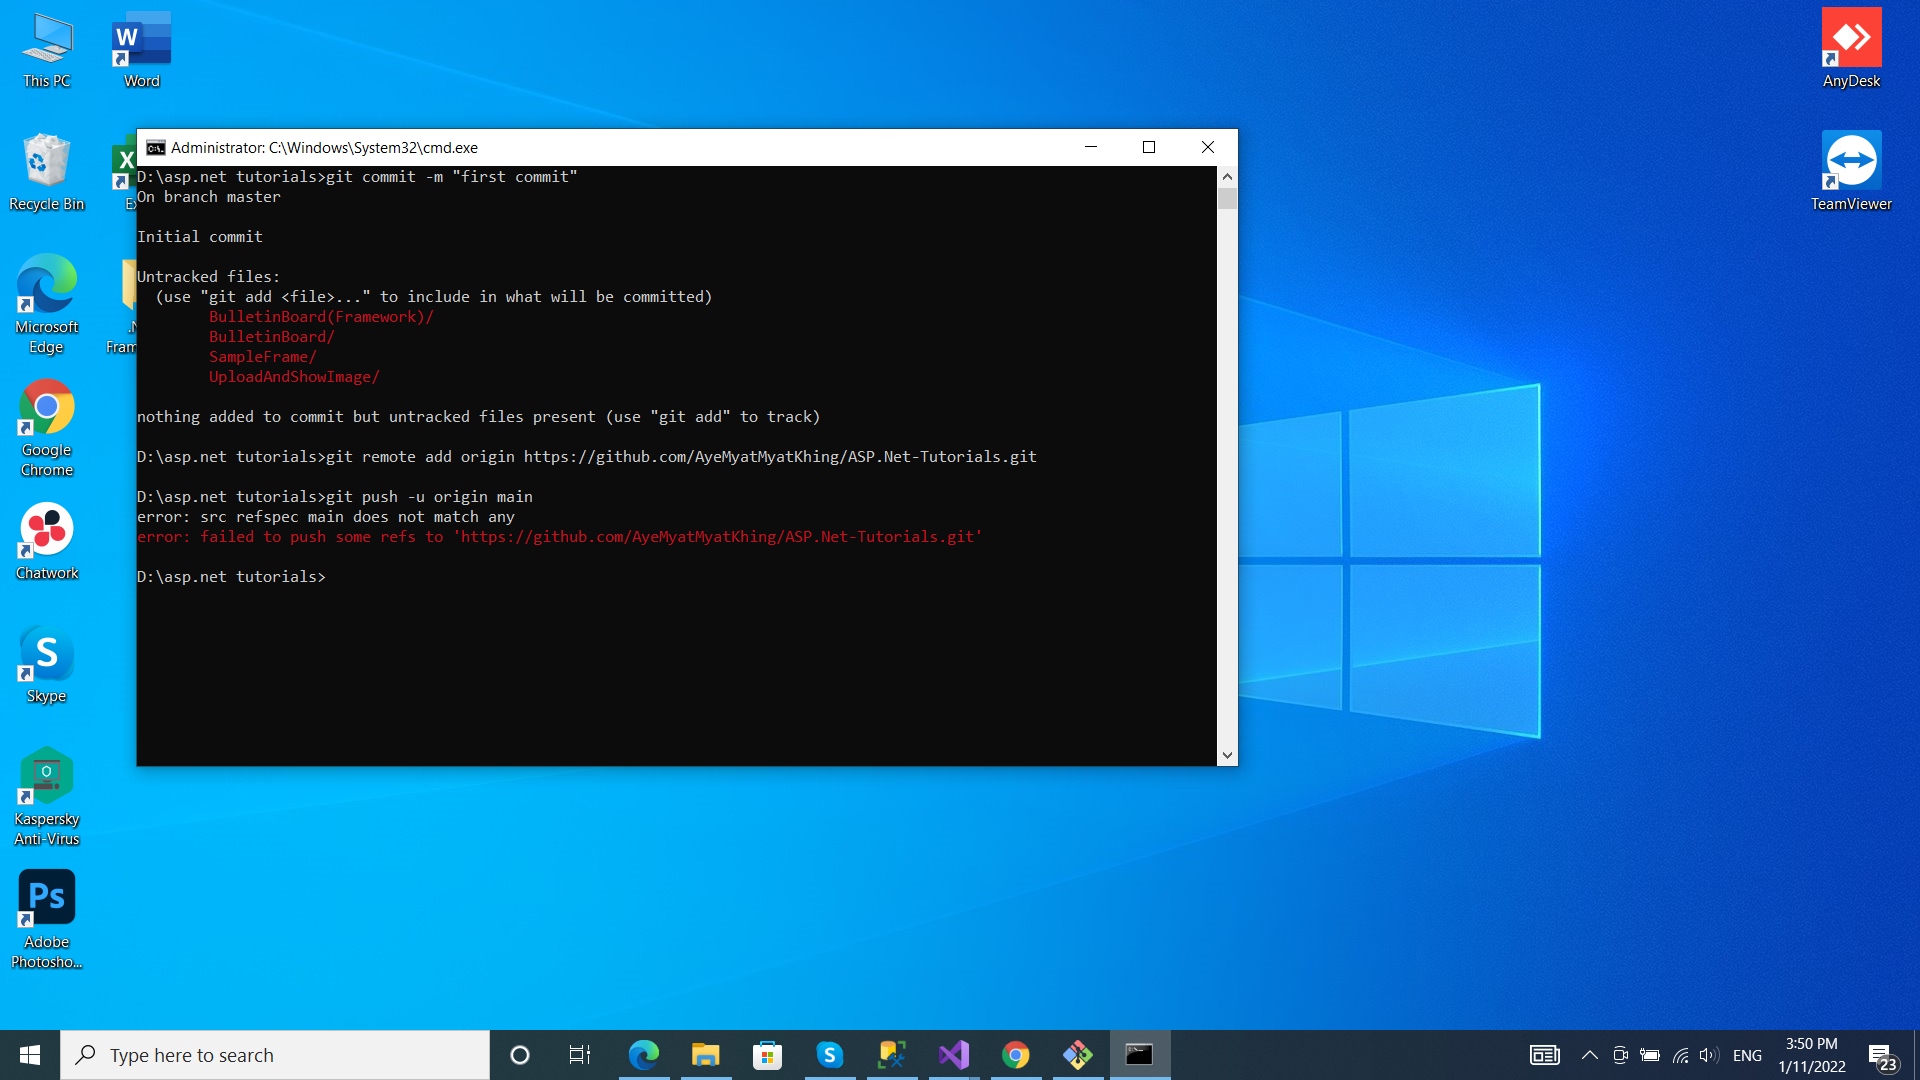 This PC
Word
AnyDesk
Recycle Bin
TeamViewer
Microsoft
Edge
Google
Chrome
Chatwork
Skype
Kaspersky
Anti-Virus
Adobe
Photosho...
Administrator: C:\Windows\System32\cmd.exe
D:\asp.net tutorials>git commit -m "first commit"
On branch master
Initial commit
Untracked files:
(use "git add <file>..." to include in what will be committed)
BulletinBoard(Framework)/
BulletinBoard/
SampleFrame/
UploadAndShowImage/
nothing added to commit but untracked files present (use "git add" to track)
D:\asp.net tutorials>git remote add origin https://github.com/AyeMyatMyatKhing/ASP.Net-Tutorials.git
D:\asp.net tutorials>git push -u origin main
error: src refspec main does not match any
error: failed to push some refs to 'https://github.com/AyeMyatMyatKhing/ASP.Net-Tutorials.git'
D:\asp.net tutorials>
Type here to search
ENG
3:50 PM
1/11/2022
23